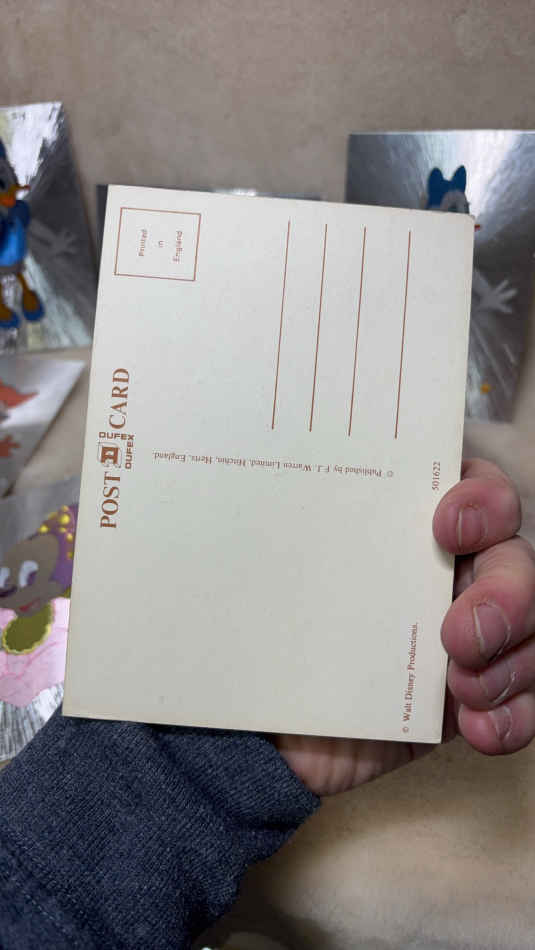 POST CARD
DUFEX
DUFEX
Printed
in
England
© Published by F. J. Warren Limited, Hitchin, Herts, England.
501622
© Walt Disney Productions.